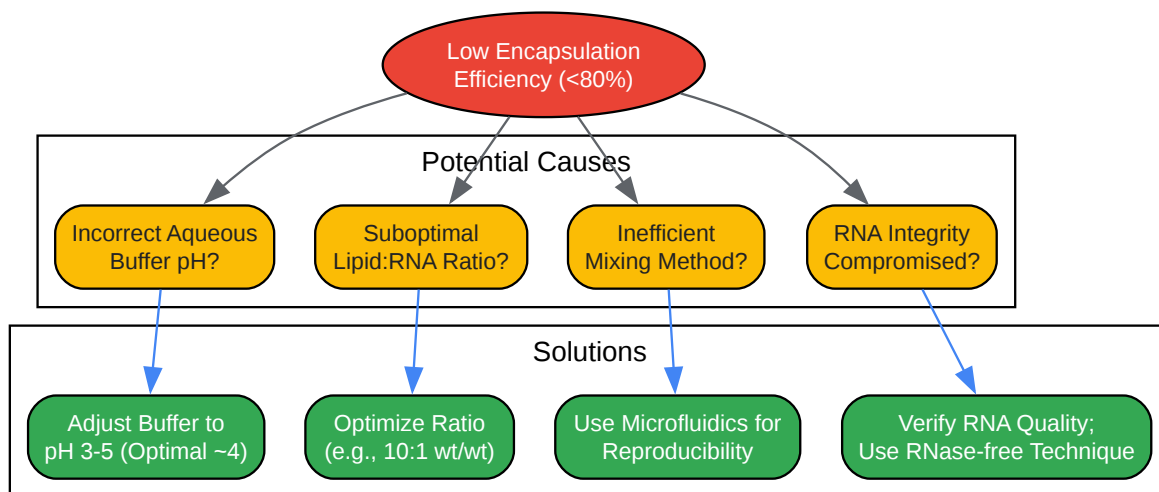 Low Encapsulation
Efficiency (<80%)
Potential Causes
Incorrect Aqueous
Buffer pH?
Suboptimal
Lipid:RNA Ratio?
Inefficient
Mixing Method?
RNA Integrity
Compromised?
Solutions
Adjust Buffer to
pH 3-5 (Optimal ~4)
Optimize Ratio
(e.g., 10:1 wt/wt)
Use Microfluidics for
Reproducibility
Verify RNA Quality;
Use RNase-free Technique